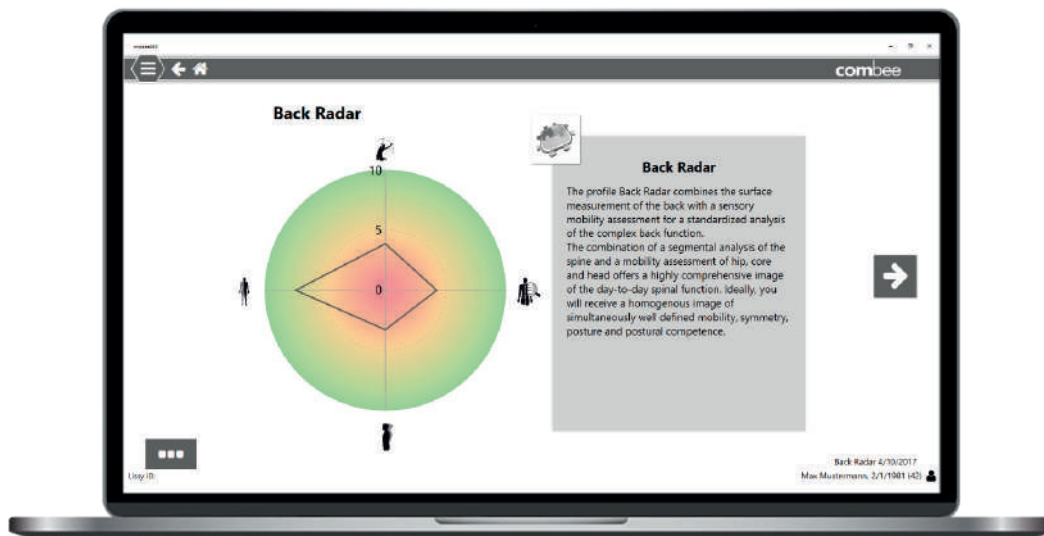 combee
Back Radar
10
5
0
Back Radar
The profile Back Radar combines the surface
measurement of the back with a sensory
mobility assessment for a standardized analysis
of the complex back function.
The combination of a segmental analysis of the
spine and a mobility assessment of hip, core
and head offers a highly comprehensive image
of the day-to-day spinal function. Ideally, you
will receive a homogenous image of
simultaneously well defined mobility, symmetry,
posture and postural competence.
Back Radar 4/10/2017
Max Mustermann, 2/1/1981 (42)